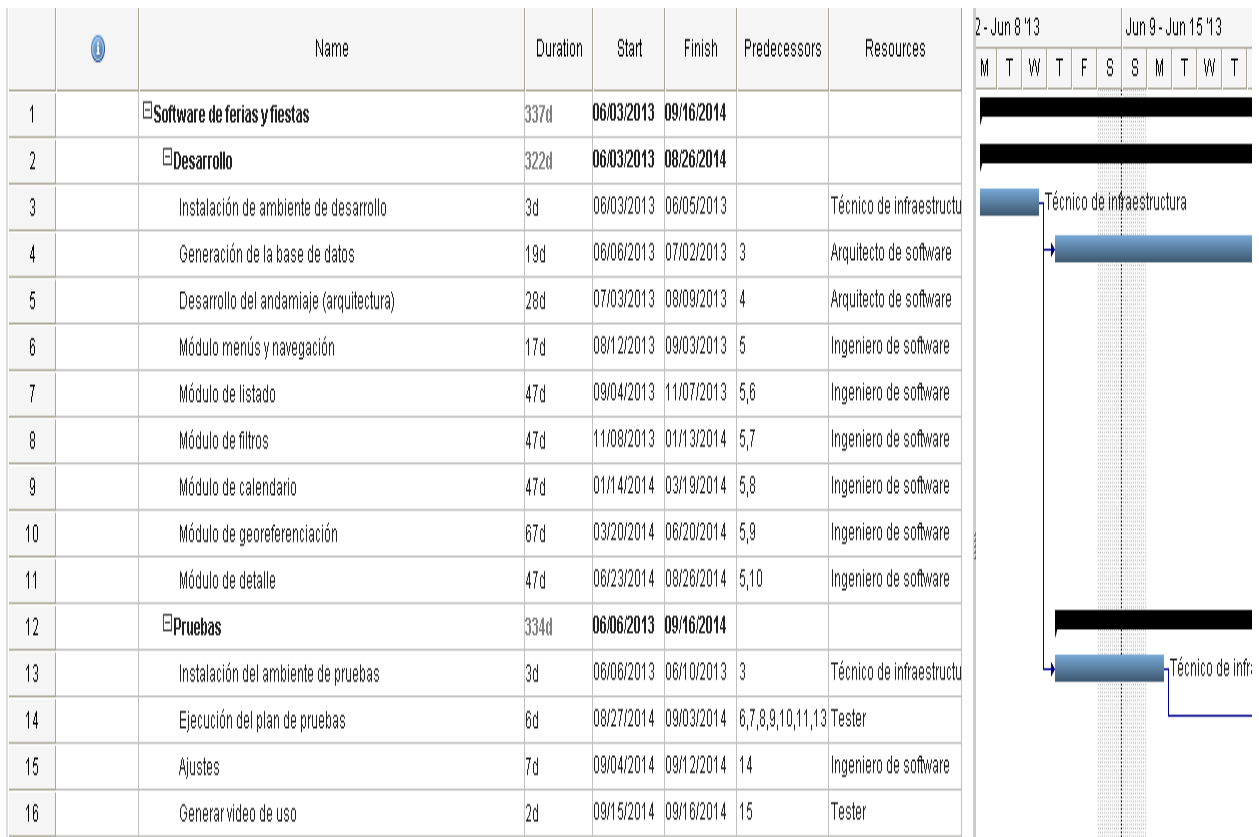 Name Duration Start Finish Predecessors Resources 2 - Jun 8 '13 Jun 9 - Jun 15 '13
M T W T F S S M T W T
1 Software de ferias y fiestas 337d 06/03/2013 09/16/2014
2 Desarrollo 322d 06/03/2013 08/26/2014
3 Instalación de ambiente de desarrollo 3d 06/03/2013 06/05/2013 Técnico de infraestructu Técnico de infraestructura
4 Generación de la base de datos 19d 06/06/2013 07/02/2013 3 Arquitecto de software
5 Desarrollo del andamiaje (arquitectura) 28d 07/03/2013 08/09/2013 4 Arquitecto de software
6 Módulo menús y navegación 17d 08/12/2013 09/03/2013 5 Ingeniero de software
7 Módulo de listado 47d 09/04/2013 11/07/2013 5,6 Ingeniero de software
8 Módulo de filtros 47d 11/08/2013 01/13/2014 5,7 Ingeniero de software
9 Módulo de calendario 47d 01/14/2014 03/19/2014 5,8 Ingeniero de software
10 Módulo de georeferenciación 67d 03/20/2014 06/20/2014 5,9 Ingeniero de software
11 Módulo de detalle 47d 06/23/2014 08/26/2014 5,10 Ingeniero de software
12 Pruebas 334d 06/06/2013 09/16/2014
13 Instalación del ambiente de pruebas 3d 06/06/2013 06/10/2013 3 Técnico de infraestructu Técnico de infra
14 Ejecución del plan de pruebas 6d 08/27/2014 09/03/2014 6,7,8,9,10,11,13 Tester
15 Ajustes 7d 09/04/2014 09/12/2014 14 Ingeniero de software
16 Generar video de uso 2d 09/15/2014 09/16/2014 15 Tester